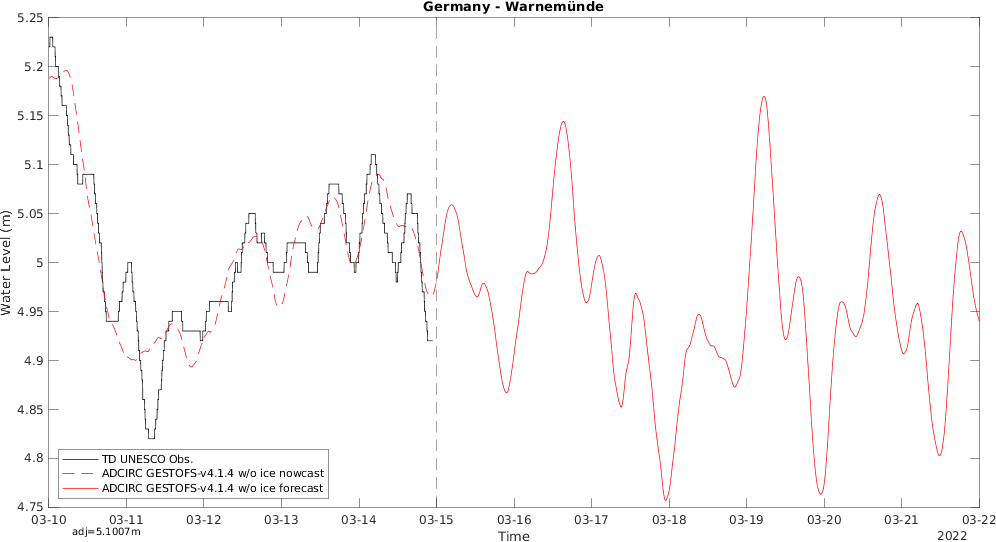 Germany - Warnemünde
5.25
5.2
5.15
5.1
5.05
5
4.95
4.9
4.85
4.8
4.75
Water Level (m)
TD UNESCO Obs.
ADCIRC GESTOFS-v4.1.4 w/o ice nowcast
ADCIRC GESTOFS-v4.1.4 w/o ice forecast
03-10 03-11 03-12 03-13 03-14 03-15 03-16 03-17 03-18 03-19 03-20 03-21 03-22
adj=5.1007m
Time
2022